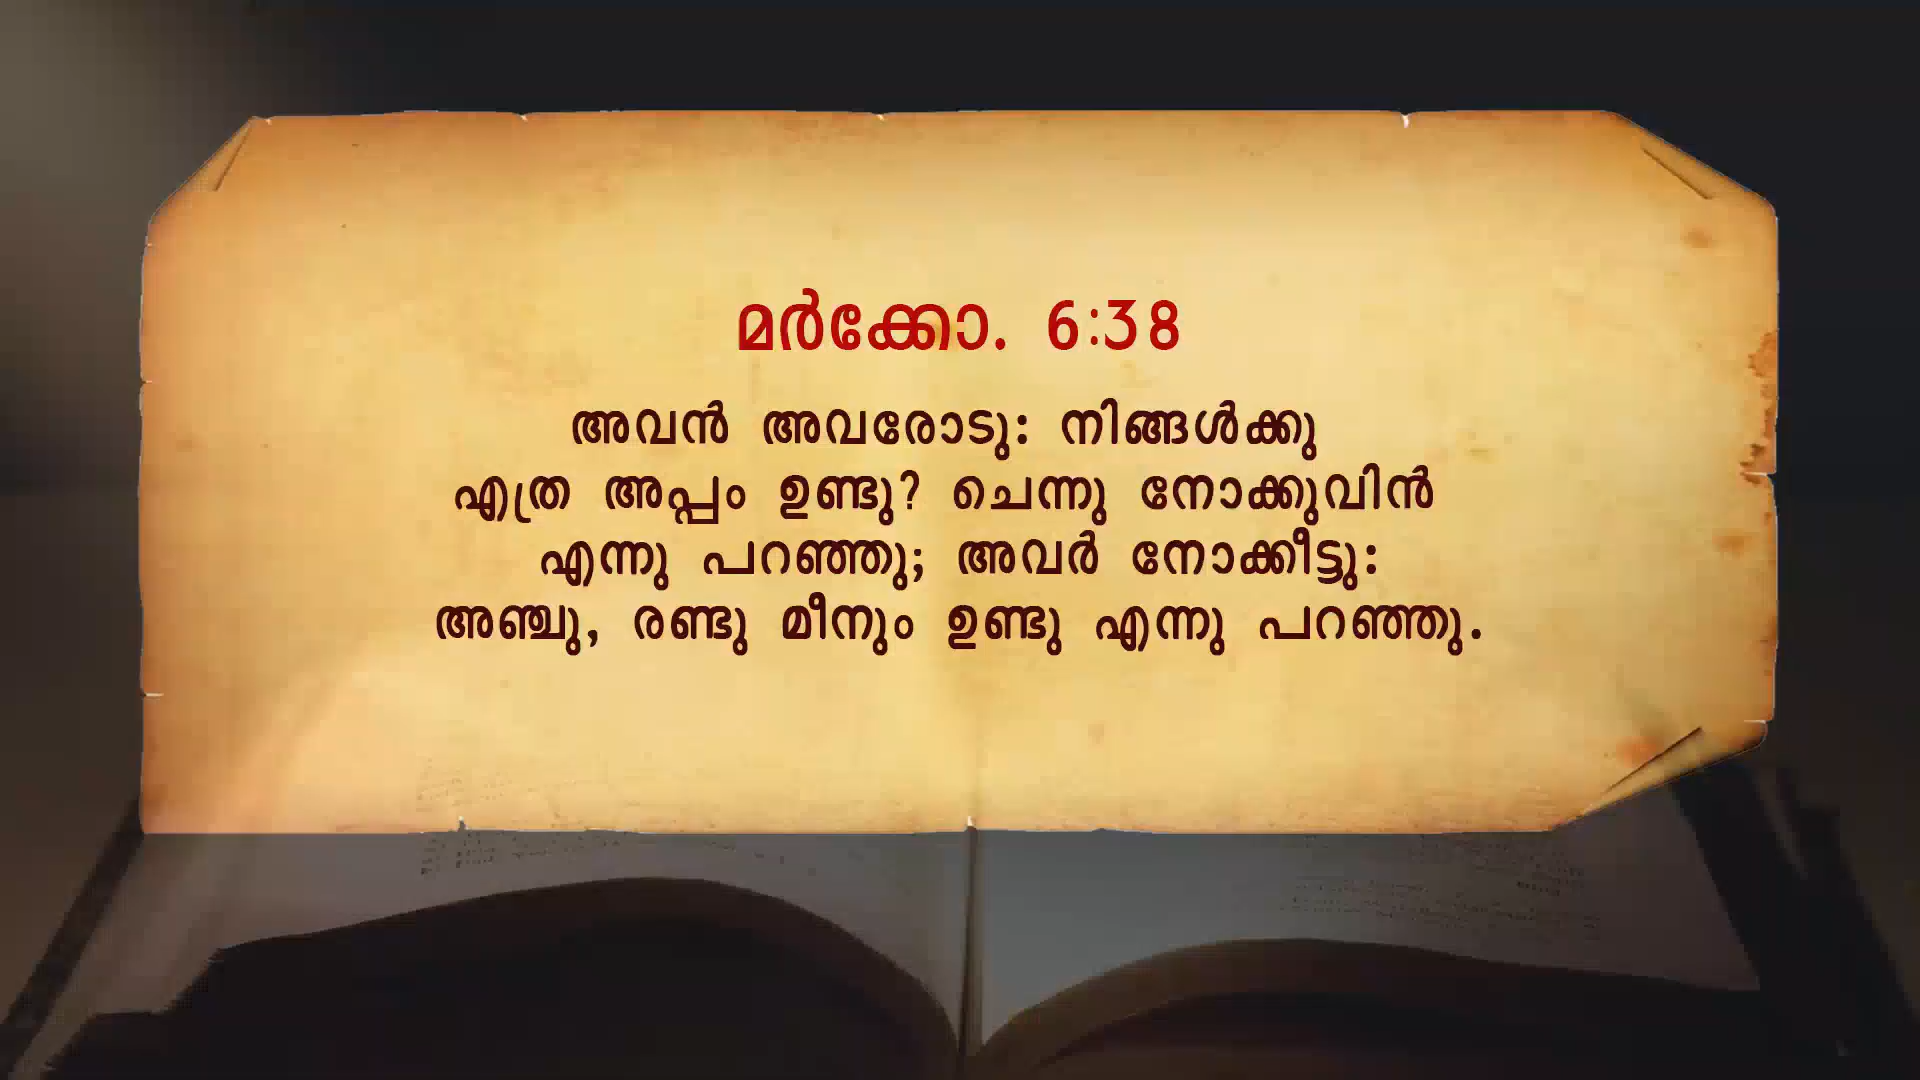 മർക്കോ. 6:38
അവൻ അവരോടു: നിങ്ങൾക്കു
എത്ര അപ്പം ഉണ്ടു? ചെന്നു നോക്കുവിൻ
എന്നു പറഞ്ഞു; അവർ നോക്കീട്ടു:
അഞ്ചു, രണ്ടു മീനും ഉണ്ടു എന്നു പറഞ്ഞു.